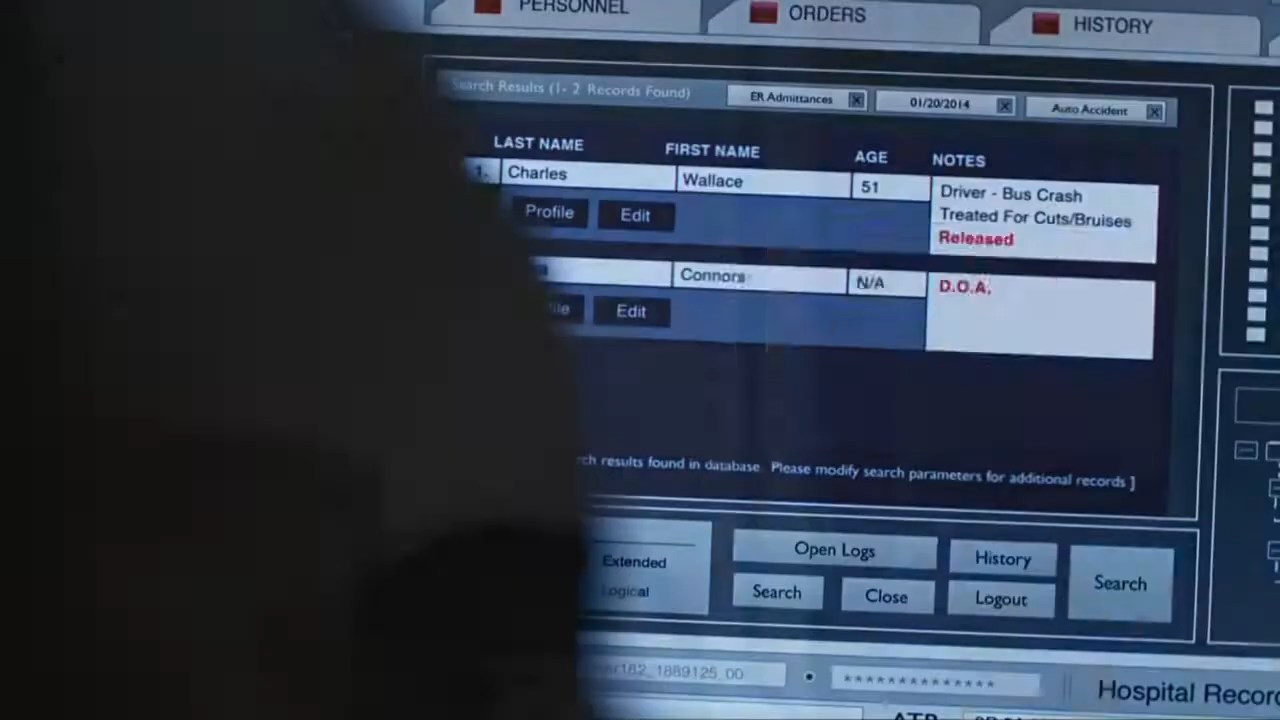 PERSONNEL
ORDERS
HISTORY
Search Results (1- 2 Records Found)
ER Admittances
01/20/2014
Auto Accident
LAST NAME FIRST NAME AGE NOTES
1. Charles Wallace 51 Driver - Bus Crash
Treated For Cuts/Bruises
Released
Profile Edit
Connors N/A D.O.A.
Edit
results found in database. Please modify search parameters for additional records ]
Extended
Logical
Open Logs
History
Search
Search
Close
Logout
182_1889125_00
**************
Hospital